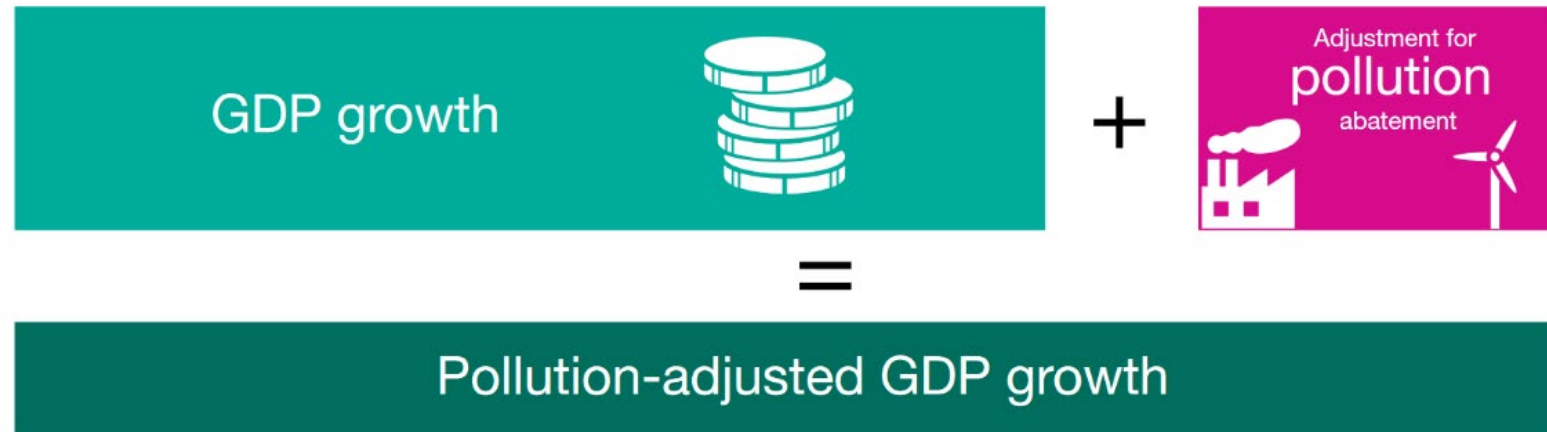 GDP growth
+
Adjustment for
pollution
abatement
=
Pollution-adjusted GDP growth